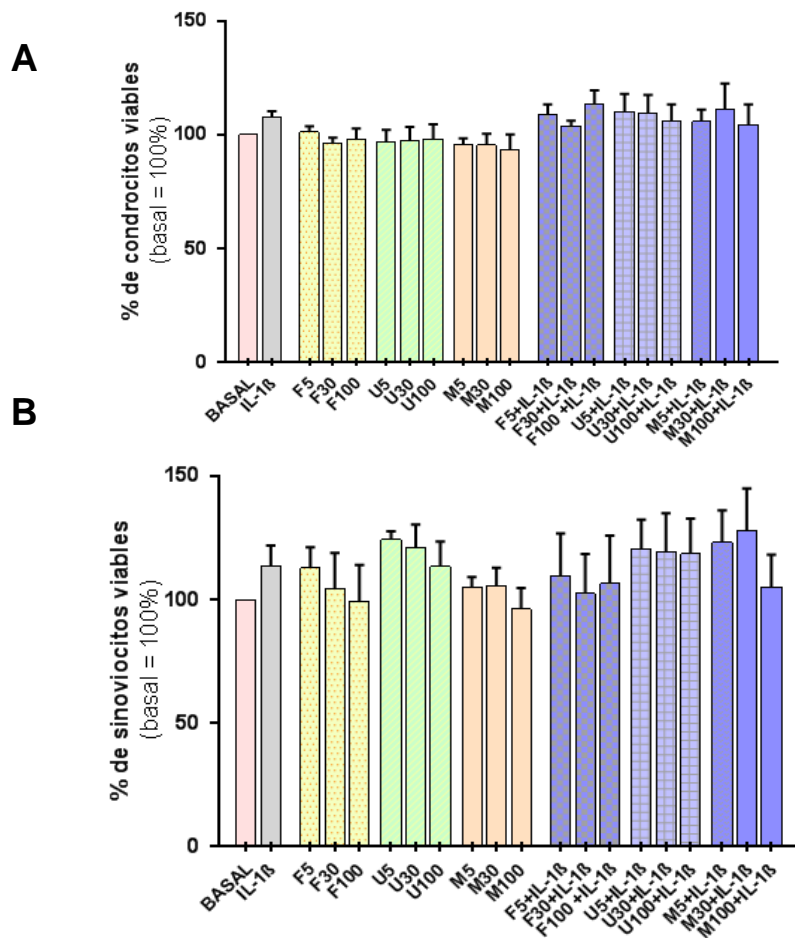 A
150
100
50
0
% de condrocitos viables
(basal = 100%)
BASAL
IL-1ß
F5
F30
F100
U5
U30
U100
M5
M30
M100
F5+IL-1ß
F30+IL-1ß
F100 +IL-1ß
U5+IL-1ß
U30+IL-1ß
U100+IL-1ß
M5+IL-1ß
M30+IL-1ß
M100+IL-1ß
B
150
100
50
0
% de sinoviocitos viables
(basal = 100%)
BASAL
IL-1ß
F5
F30
F100
U5
U30
U100
M5
M30
M100
F5+IL-1ß
F30+IL-1ß
F100 +IL-1ß
U5+IL-1ß
U30+IL-1ß
U100+IL-1ß
M5+IL-1ß
M30+IL-1ß
M100+IL-1ß